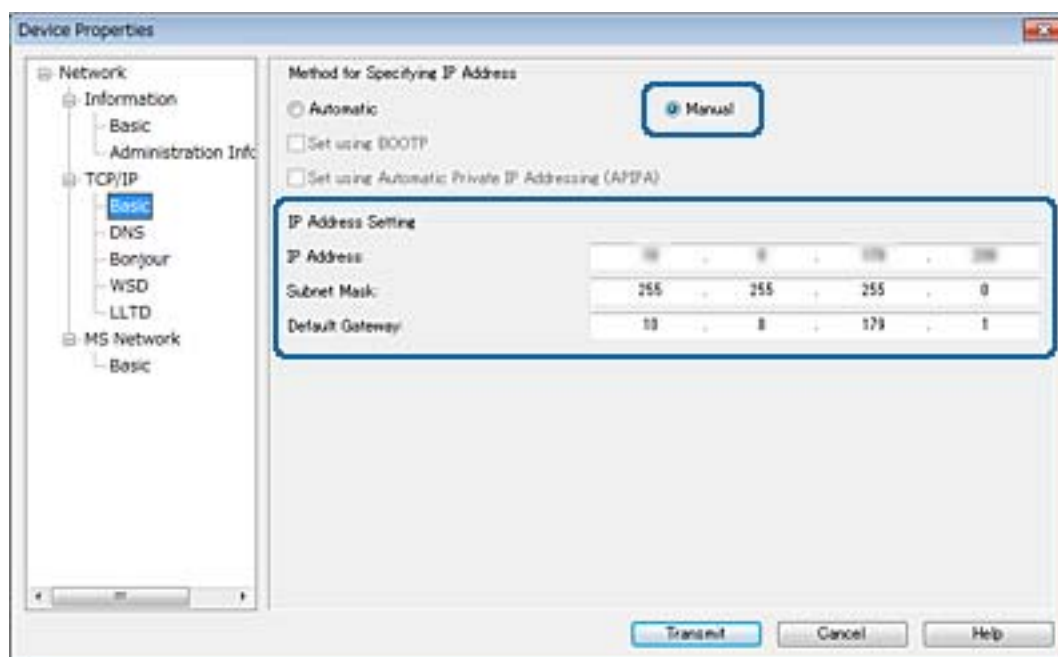 Device Properties
Network
Information
Basic
Administration Info
TCP/IP
Basic
DNS
Bonjour
WSD
LLTD
MS Network
Basic
Method for Specifying IP Address
Automatic
Manual
Set using BOOTP
Set using Automatic Private IP Addressing (APIPA)
IP Address Setting
IP Address:
Subnet Mask: 255 . 255 . 255 . 0
Default Gateway: 10 . 8 . 179 . 1
Transmit Cancel Help